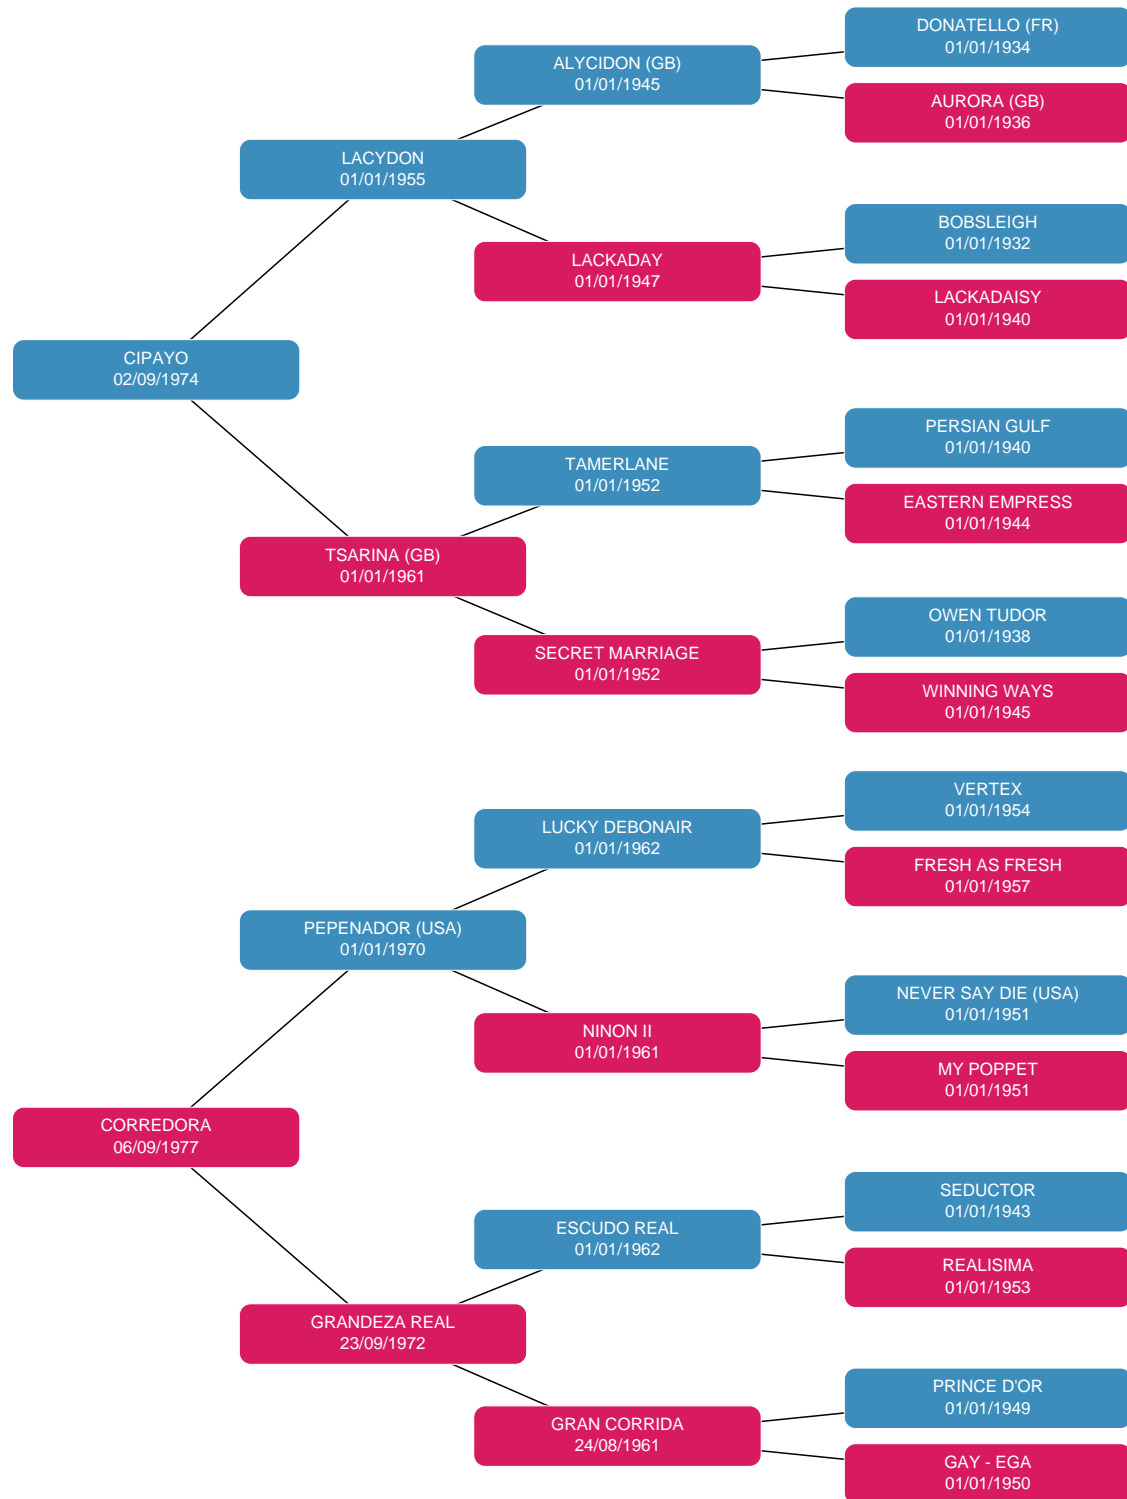 DONATELLO (FR)
01/01/1934
ALYCIDON (GB)
01/01/1945
AURORA (GB)
01/01/1936
LACYDON
01/01/1955
BOBSLEIGH
01/01/1932
LACKADAY
01/01/1947
LACKADAISY
01/01/1940
CIPAYO
02/09/1974
PERSIAN GULF
01/01/1940
TAMERLANE
01/01/1952
EASTERN EMPRESS
01/01/1944
TSARINA (GB)
01/01/1961
OWEN TUDOR
01/01/1938
SECRET MARRIAGE
01/01/1952
WINNING WAYS
01/01/1945
VERTEX
01/01/1954
LUCKY DEBONAIR
01/01/1962
FRESH AS FRESH
01/01/1957
PEPENADOR (USA)
01/01/1970
NEVER SAY DIE (USA)
01/01/1951
NINON II
01/01/1961
MY POPPET
01/01/1951
CORREDORA
06/09/1977
SEDUCTOR
01/01/1943
ESCUDO REAL
01/01/1962
REALISIMA
01/01/1953
GRANDEZA REAL
23/09/1972
PRINCE D'OR
01/01/1949
GRAN CORRIDA
24/08/1961
GAY - EGA
01/01/1950